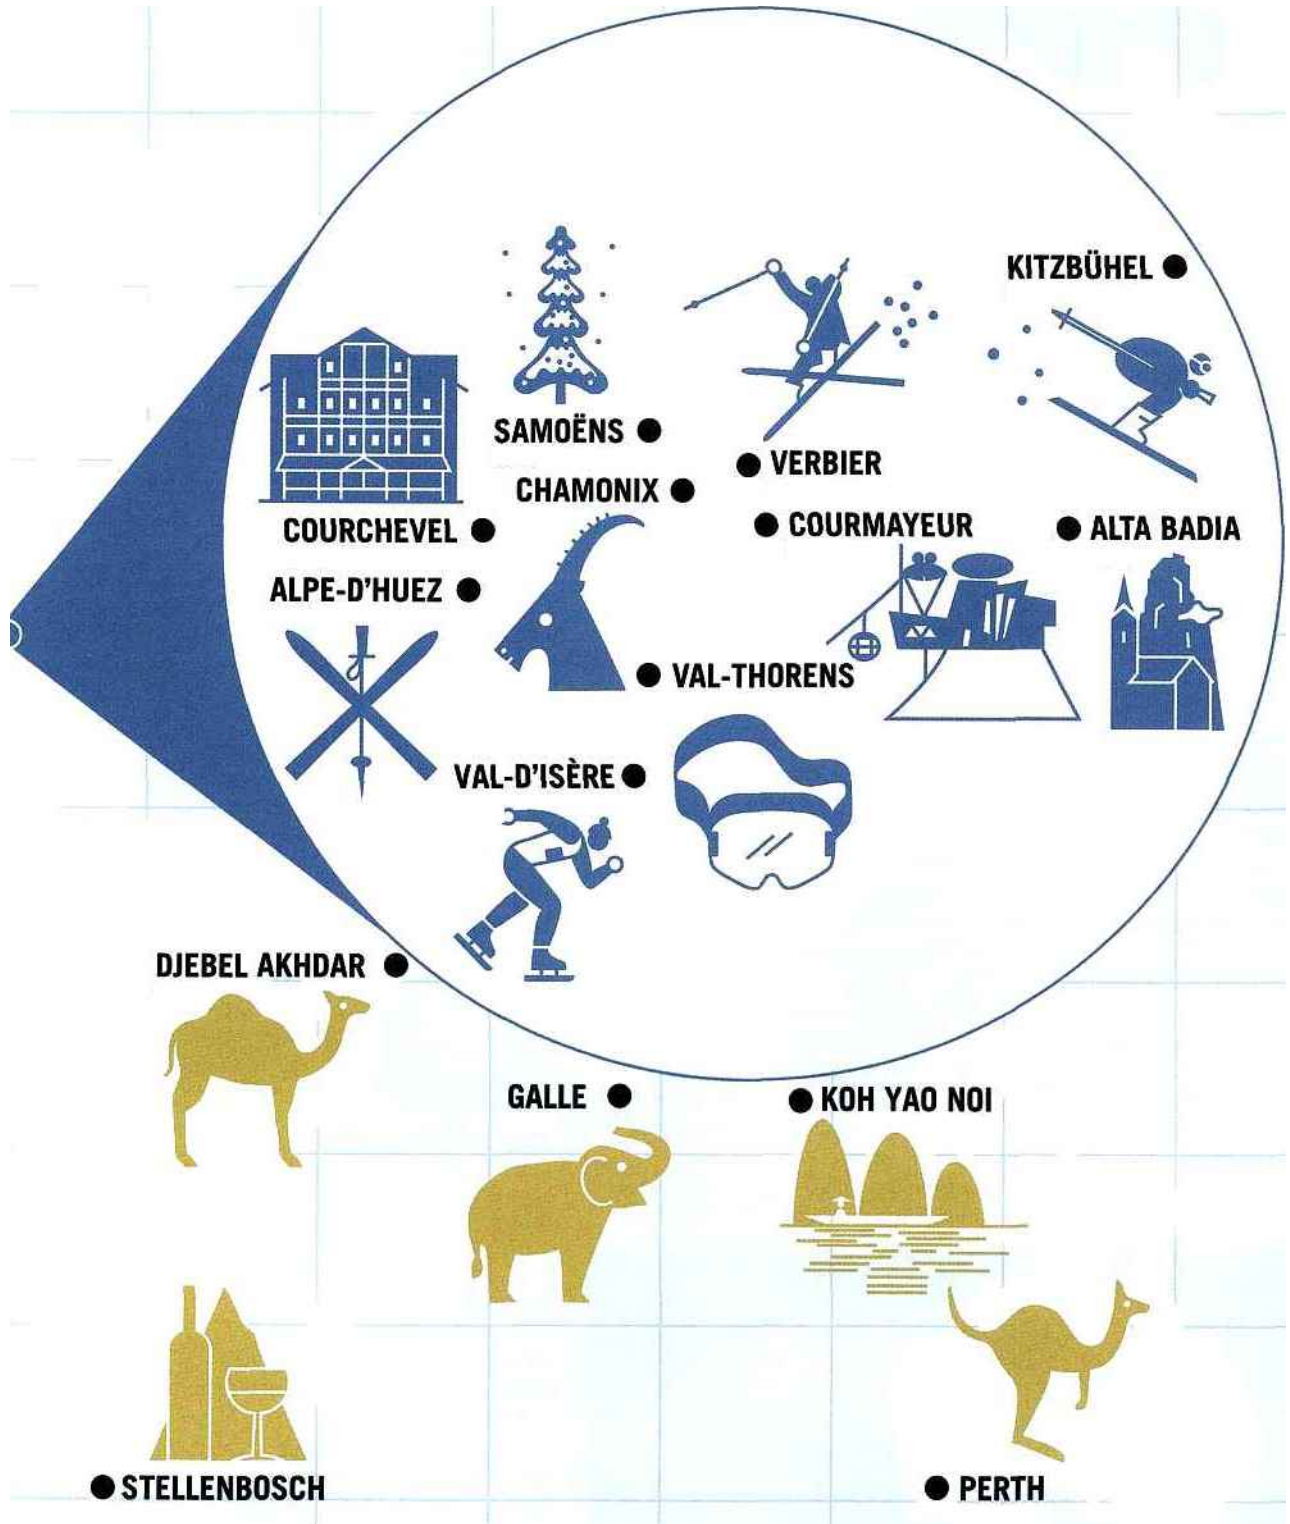 KITZBÜHEL
SAMOËNS
VERBIER
CHAMONIX
COURCHEVEL
COURMAYEUR
ALTA BADIA
ALPE-D'HUEZ
VAL-THORENS
VAL-D'ISÈRE
DJEBEL AKHDAR
GALLE
KOH YAO NOI
STELLENBOSCH
PERTH